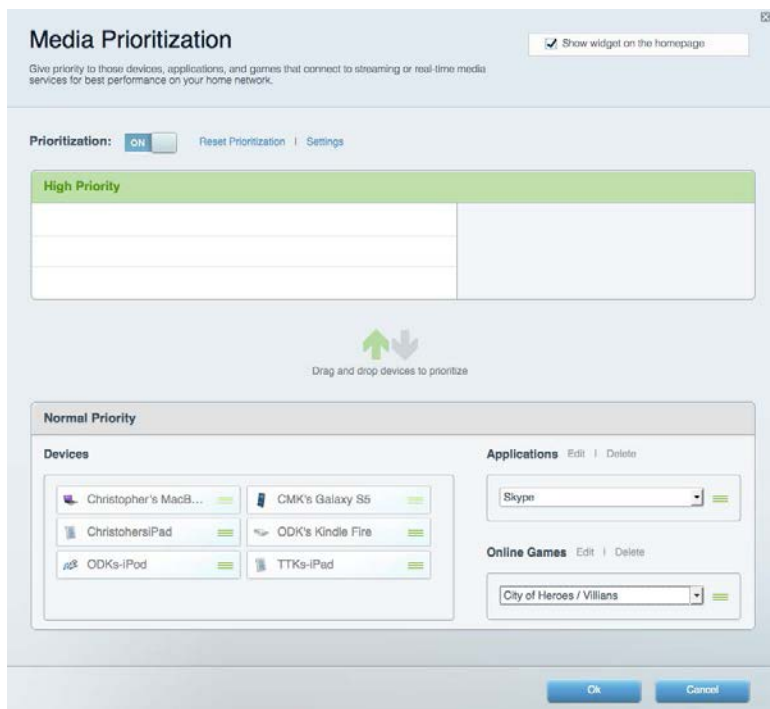 Media Prioritization
Show widget on the homepage
Give priority to those devices, applications, and games that connect to streaming or real-time media
services for best performance on your home network.
Prioritization: ON Reset Prioritization | Settings
High Priority
Drag and drop devices to prioritize
Normal Priority
Devices
Christopher's MacB...
CMK's Galaxy S5
ChristohersiPad
ODK's Kindle Fire
ODKs-iPod
TTKs-iPad
Applications Edit | Delete
Skype
Online Games Edit | Delete
City of Heroes / Villians
Ok
Cancel